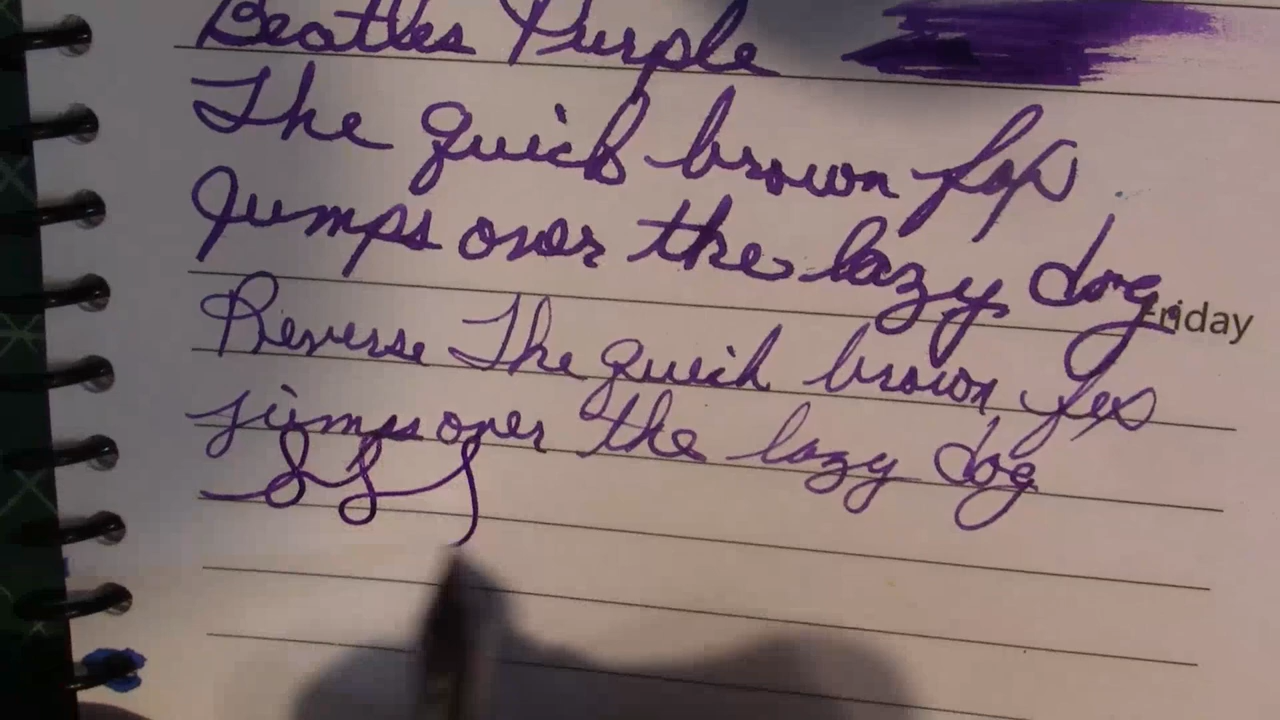 Beatles Purple
The quick brown fox
Jumps over the lazy dog
Friday
Reverse The quick brown fox
jumps over the lazy dog